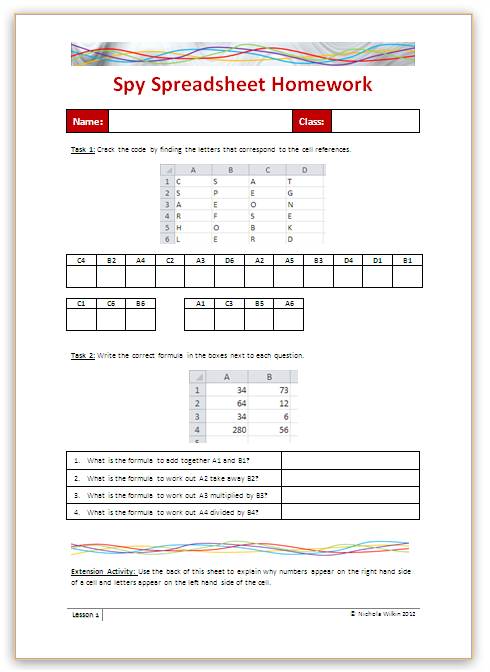 Spy Spreadsheet Homework
Name: Class:
Task 1: Crack the code by finding the letters that correspond to the cell references.
A B C D
1 C S A T
2 S P E G
3 A E O N
4 R F S E
5 H O B K
6 L E R D
C4 B2 A4 C2 A3 D6 A2 A5 B3 D4 D1 B1
C1 C6 B6 A1 C3 B5 A6
Task 2: Write the correct formula in the boxes next to each question.
A B
1 34 73
2 64 12
3 34 6
4 280 56
5
1. What is the formula to add together A1 and B1?
2. What is the formula to work out A2 take away B2?
3. What is the formula to work out A3 multiplied by B3?
4. What is the formula to work out A4 divided by B4?
Extension Activity: Use the back of this sheet to explain why numbers appear on the right hand side
of a cell and letters appear on the left hand side of the cell.
Lesson 1 © Nichola Wilkin 2012